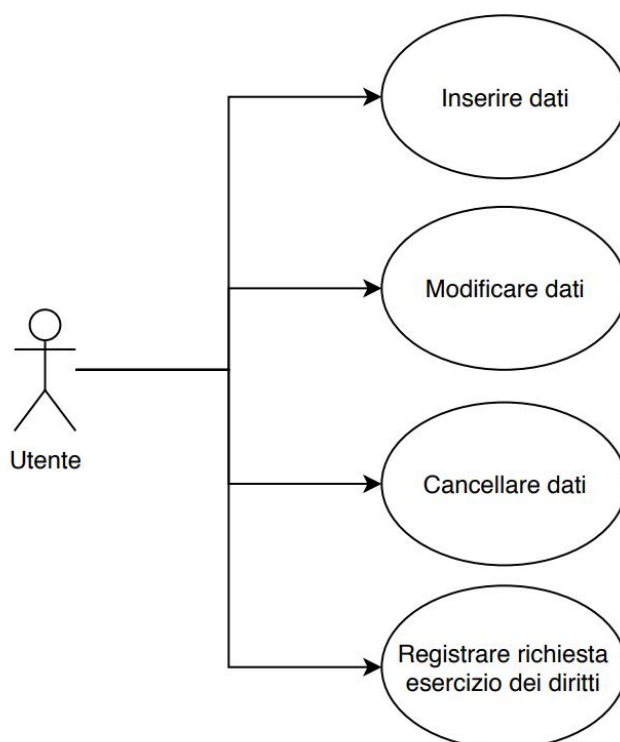 Inserire dati
Modificare dati
Utente
Cancellare dati
Registrare richiesta
esercizio dei diritti